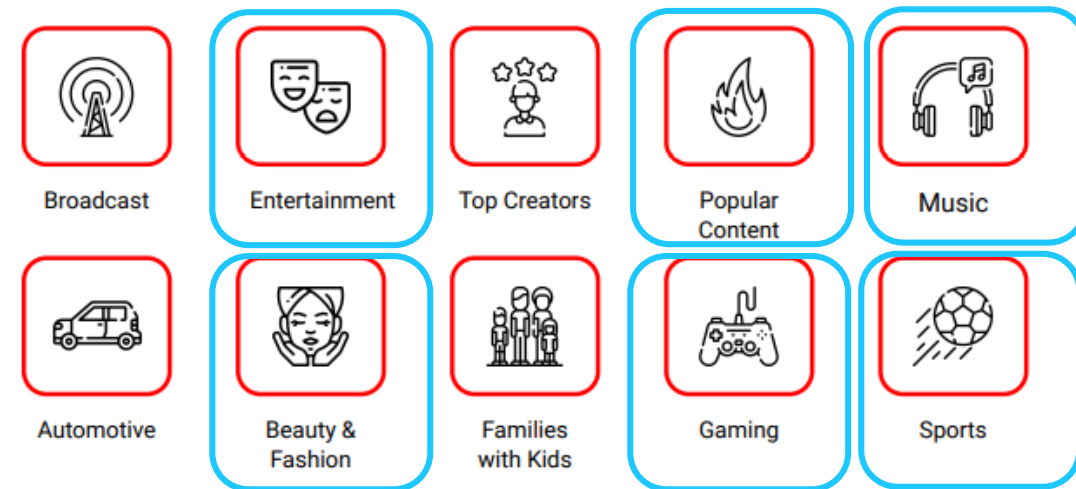 Broadcast
Entertainment
Top Creators
Popular
Content
Music
Automotive
Beauty &
Fashion
Families
with Kids
Gaming
Sports